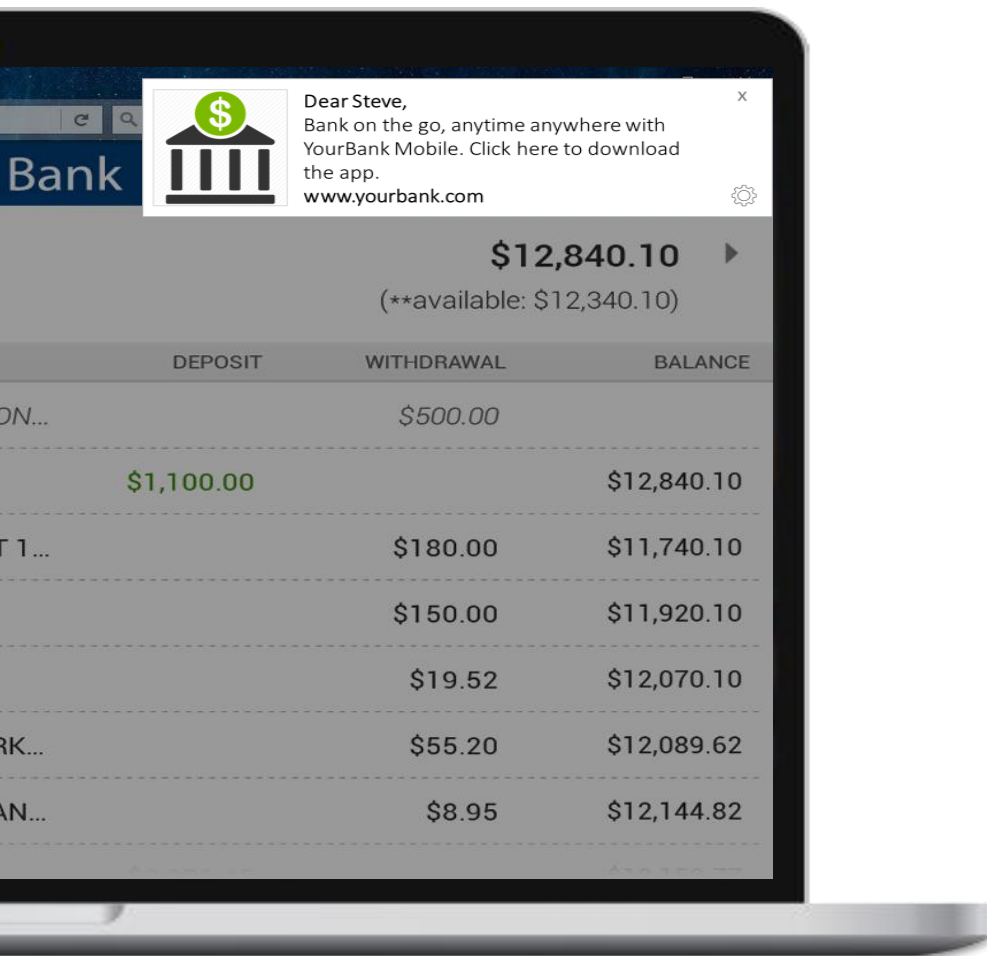 Dear Steve,
x
Bank on the go, anytime anywhere with
YourBank Mobile. Click here to download
the app.
www.yourbank.com
$
Bank
$12,840.10
(**available: $12,340.10)
DEPOSIT WITHDRAWAL BALANCE
ON... $500.00
$1,100.00 $12,840.10
T 1... $180.00 $11,740.10
$150.00 $11,920.10
$19.52 $12,070.10
RK... $55.20 $12,089.62
AN... $8.95 $12,144.82